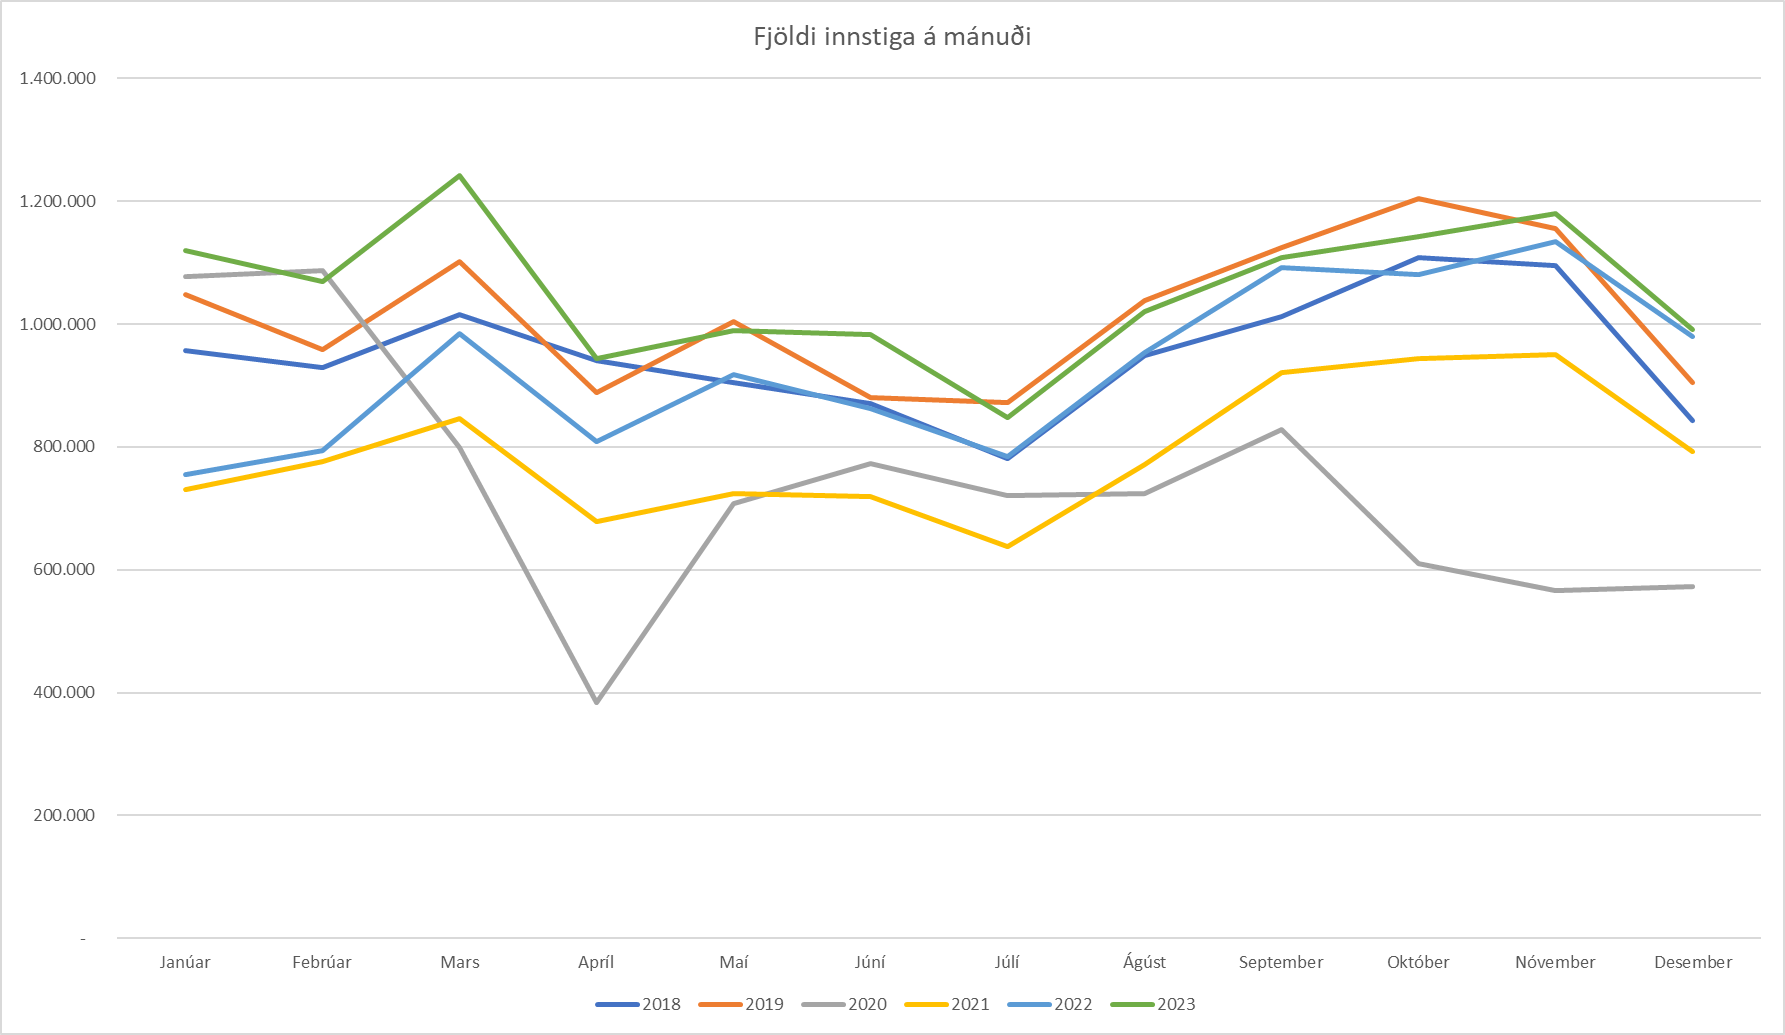 Fjöldi innstiga á mánuði
1.400.000
1.200.000
1.000.000
800.000
600.000
400.000
200.000
-
Janúar Febrúar Mars Apríl Maí Júní Júlí Ágúst September Október Nóvember Desember
2018 2019 2020 2021 2022 2023